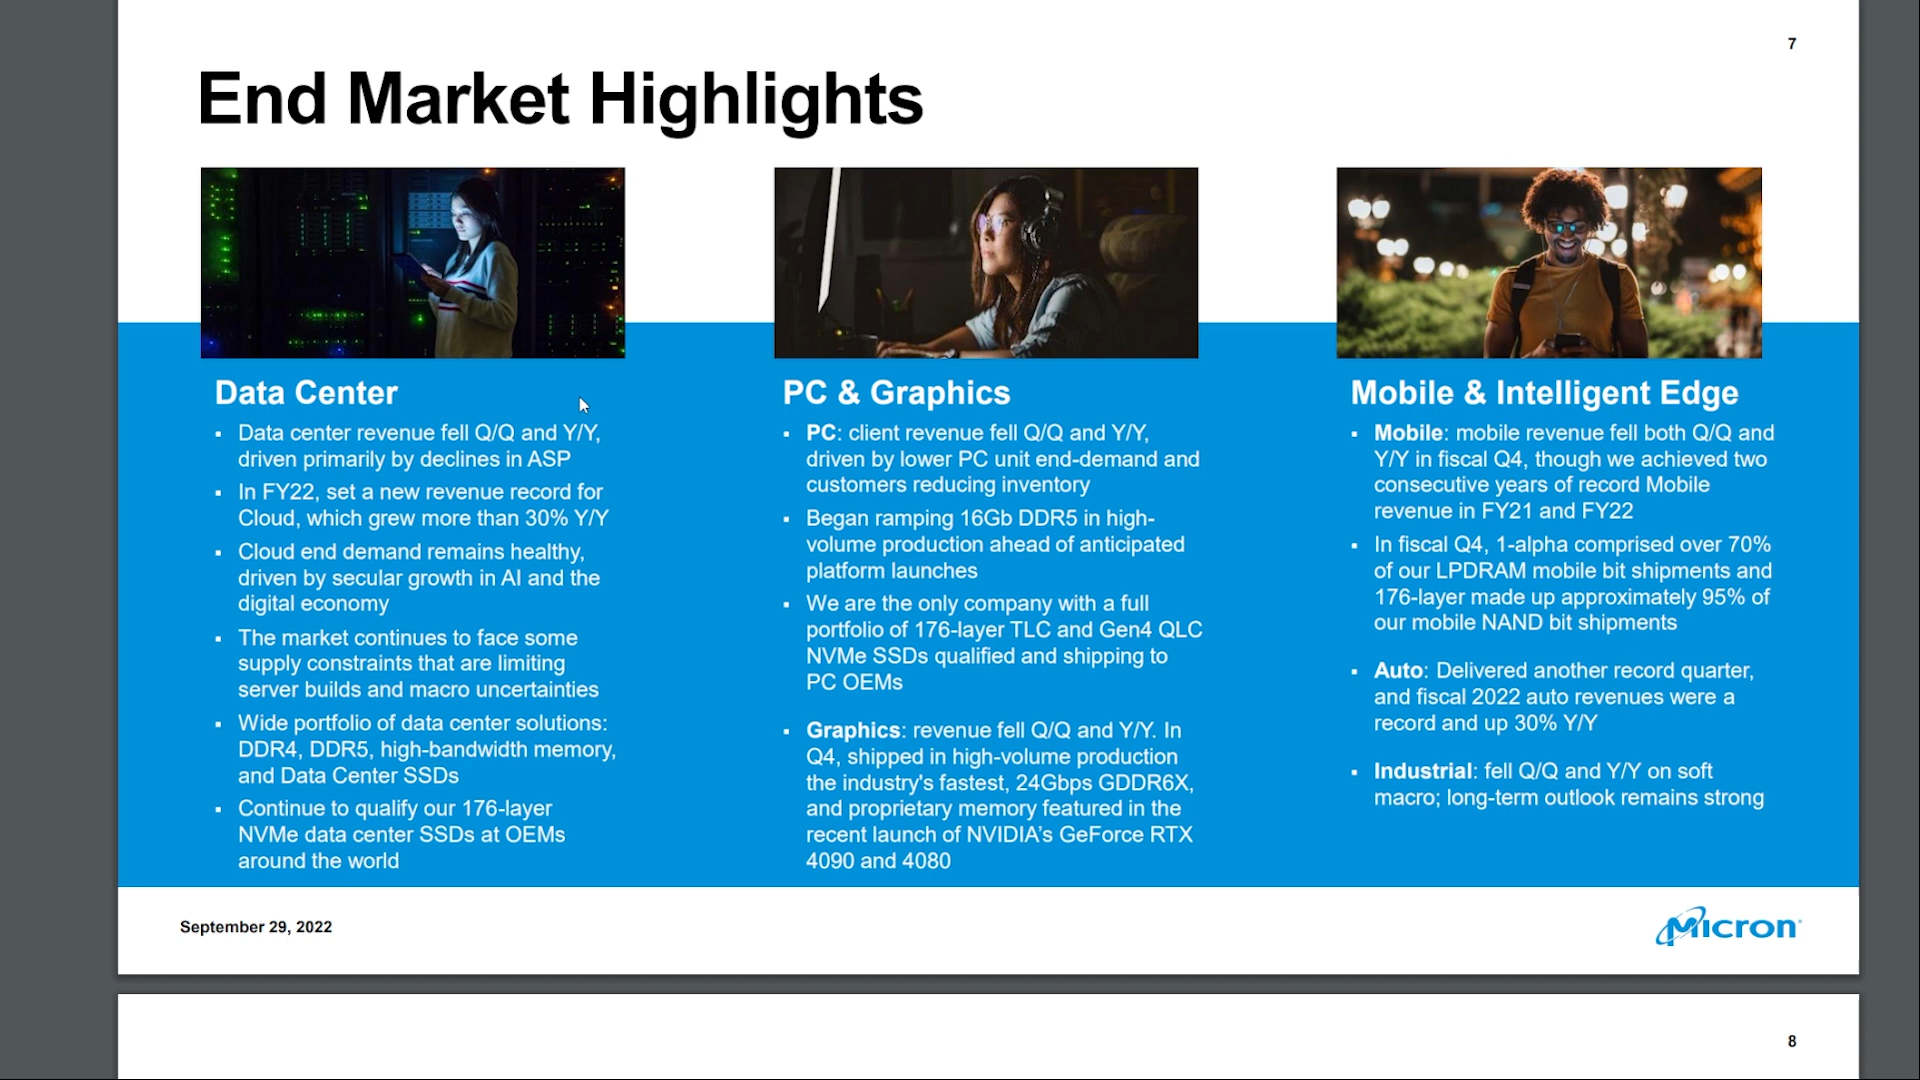 7
End Market Highlights
Data Center
▪ Data center revenue fell Q/Q and Y/Y,
driven primarily by declines in ASP
▪ In FY22, set a new revenue record for
Cloud, which grew more than 30% Y/Y
▪ Cloud end demand remains healthy,
driven by secular growth in AI and the
digital economy
▪ The market continues to face some
supply constraints that are limiting
server builds and macro uncertainties
▪ Wide portfolio of data center solutions:
DDR4, DDR5, high-bandwidth memory,
and Data Center SSDs
▪ Continue to qualify our 176-layer
NVMe data center SSDs at OEMs
around the world
PC & Graphics
▪ PC: client revenue fell Q/Q and Y/Y,
driven by lower PC unit end-demand and
customers reducing inventory
▪ Began ramping 16Gb DDR5 in high-
volume production ahead of anticipated
platform launches
▪ We are the only company with a full
portfolio of 176-layer TLC and Gen4 QLC
NVMe SSDs qualified and shipping to
PC OEMs
▪ Graphics: revenue fell Q/Q and Y/Y. In
Q4, shipped in high-volume production
the industry's fastest, 24Gbps GDDR6X,
and proprietary memory featured in the
recent launch of NVIDIA's GeForce RTX
4090 and 4080
Mobile & Intelligent Edge
▪ Mobile: mobile revenue fell both Q/Q and
Y/Y in fiscal Q4, though we achieved two
consecutive years of record Mobile
revenue in FY21 and FY22
▪ In fiscal Q4, 1-alpha comprised over 70%
of our LPDRAM mobile bit shipments and
176-layer made up approximately 95% of
our mobile NAND bit shipments
▪ Auto: Delivered another record quarter,
and fiscal 2022 auto revenues were a
record and up 30% Y/Y
▪ Industrial: fell Q/Q and Y/Y on soft
macro; long-term outlook remains strong
September 29, 2022
Micron
8